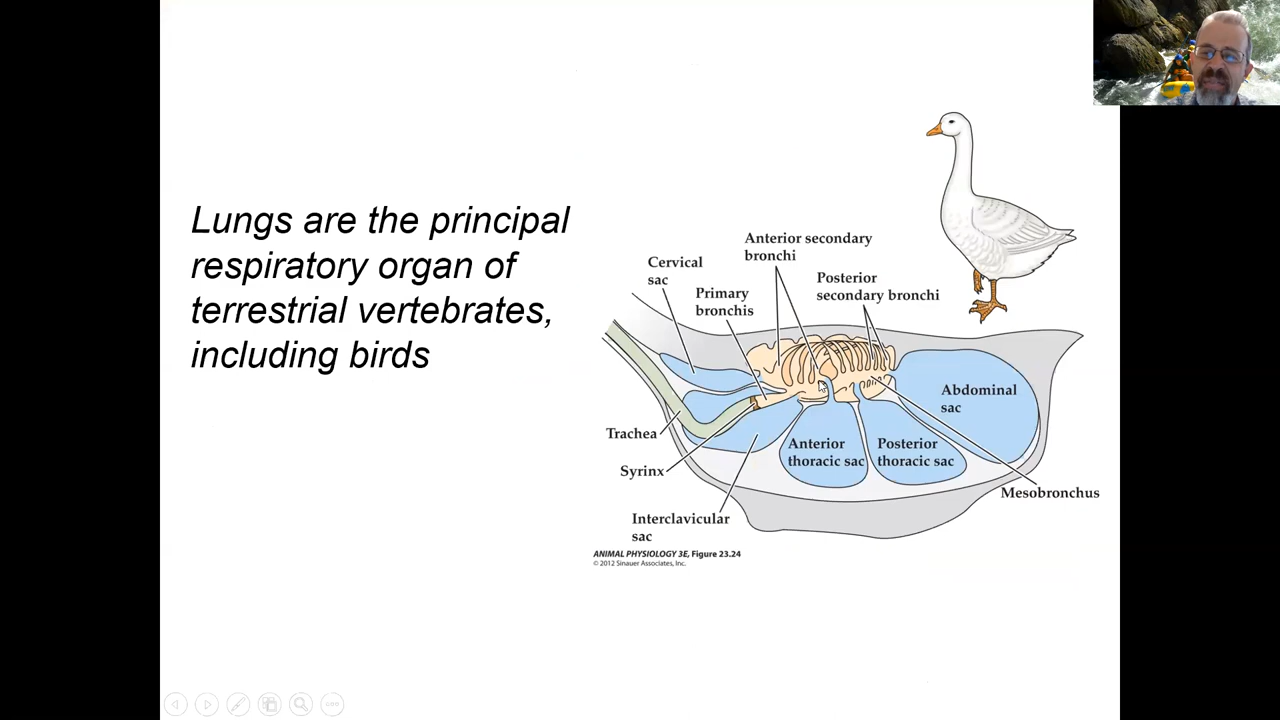 Lungs are the principal
respiratory organ of
terrestrial vertebrates,
including birds
Anterior secondary
bronchi
Cervical
sac
Posterior
secondary bronchi
Primary
bronchis
Abdominal
sac
Trachea
Anterior
thoracic sac
Posterior
thoracic sac
Syrinx
Mesobronchus
Interclavicular
sac
ANIMAL PHYSIOLOGY 3E, Figure 23.24
© 2012 Sinauer Associates, Inc.